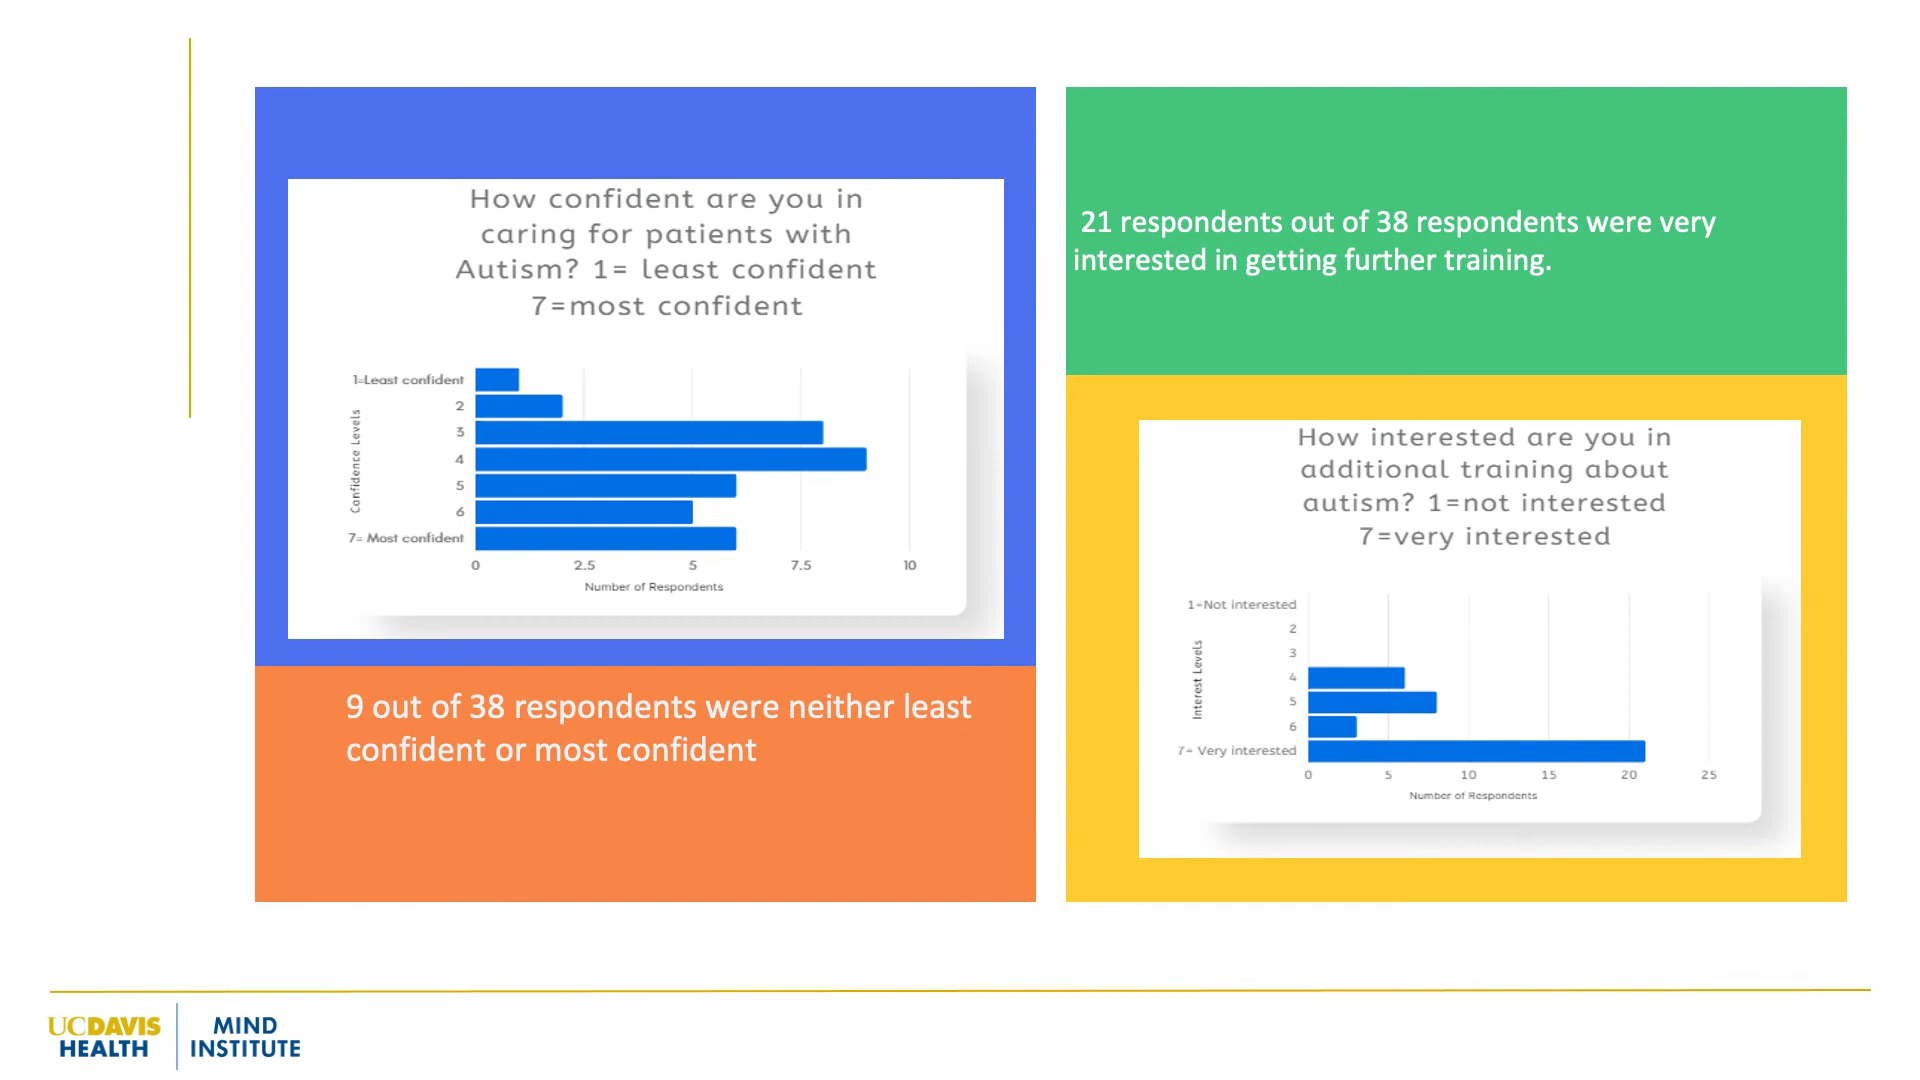 How confident are you in
caring for patients with
Autism? 1= least confident
7=most confident
1=Least confident
2
3
4
5
6
7= Most confident
Confidence Levels
0 2.5 5 7.5 10
Number of Respondents
9 out of 38 respondents were neither least
confident or most confident
21 respondents out of 38 respondents were very
interested in getting further training.
How interested are you in
additional training about
autism? 1=not interested
7=very interested
1=Not interested
2
3
4
5
6
7= Very interested
Interest Levels
0 5 10 15 20 25
Number of Respondents
UCDAVIS
HEALTH
MIND
INSTITUTE